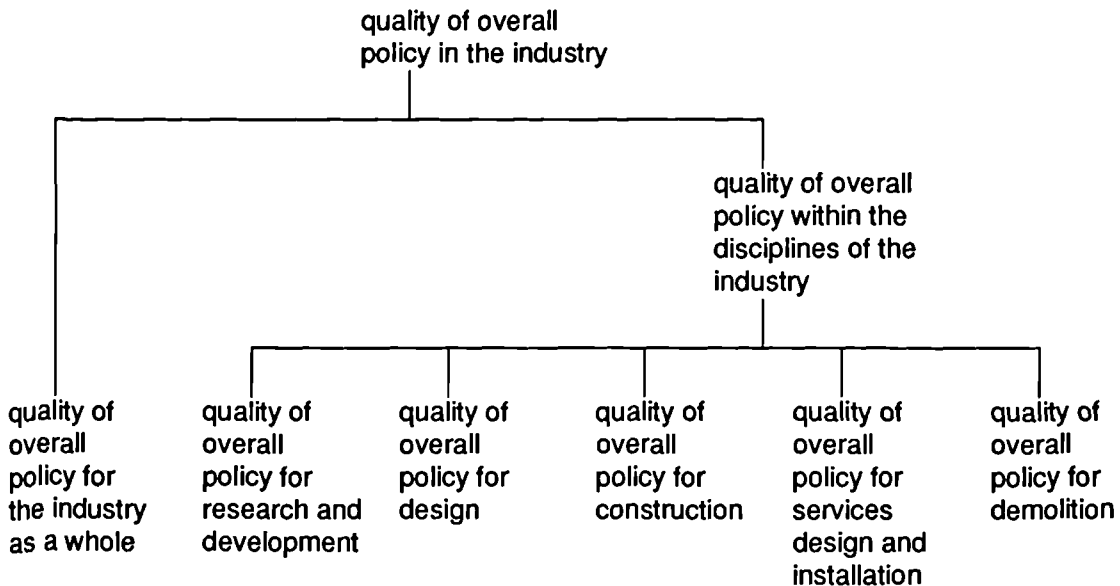 quality of overall
policy in the industry
quality of overall
policy within the
disciplines of the
industry
quality of
overall
policy for
the industry
as a whole
quality of
overall
policy for
research and
development
quality of
overall
policy for
design
quality of
overall
policy for
construction
quality of
overall
policy for
services
design and
installation
quality of
overall
policy for
demolition